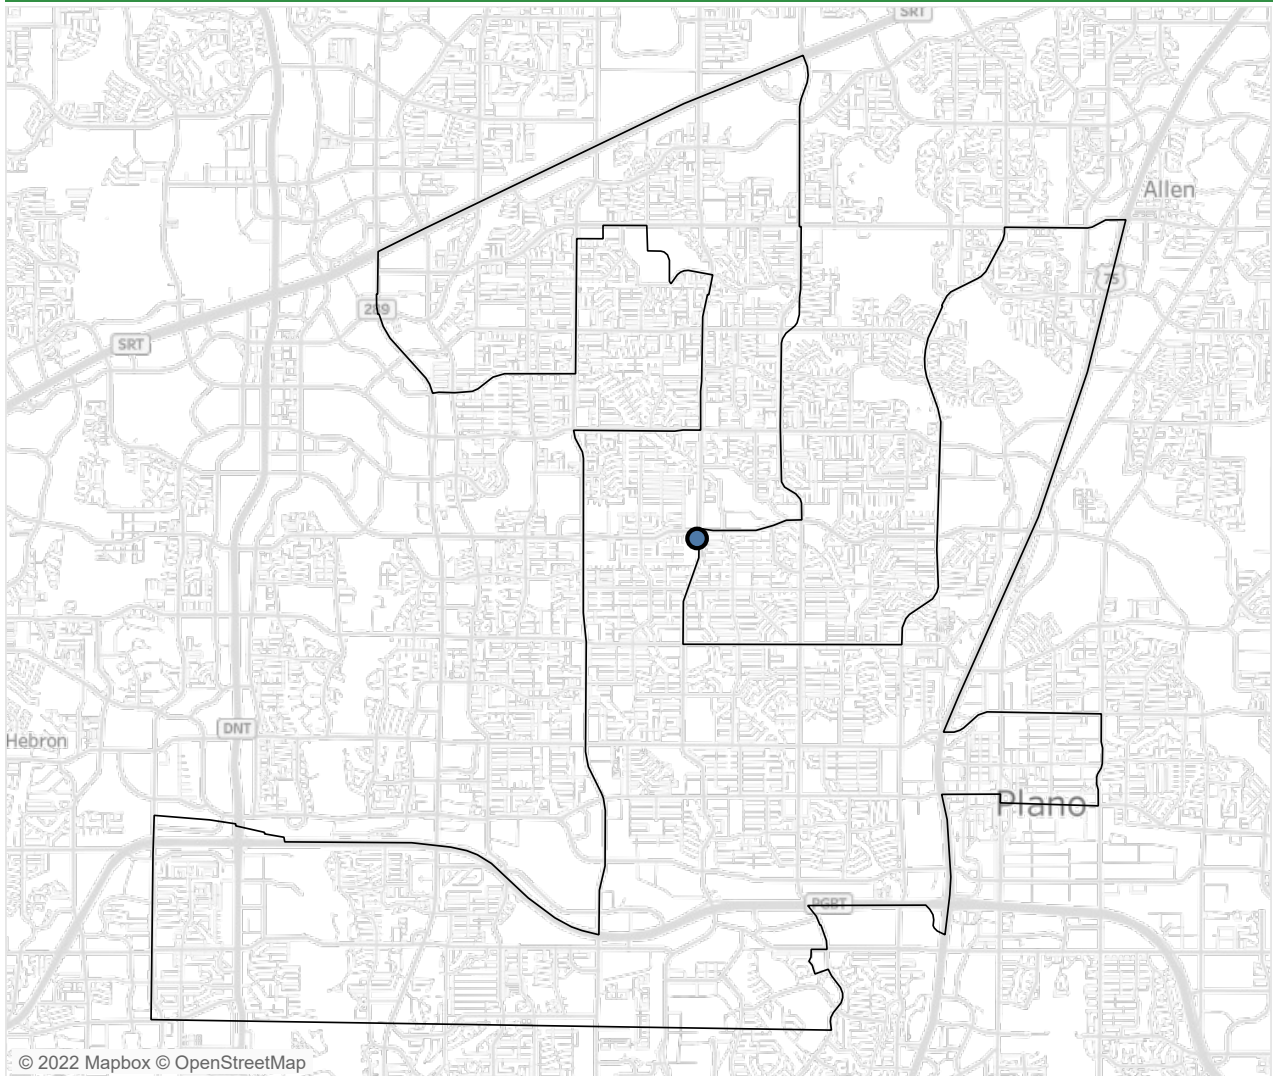 SRT
Allen
75
289
SRT
DNT
Hebron
Plano
PGBT
© 2022 Mapbox © OpenStreetMap